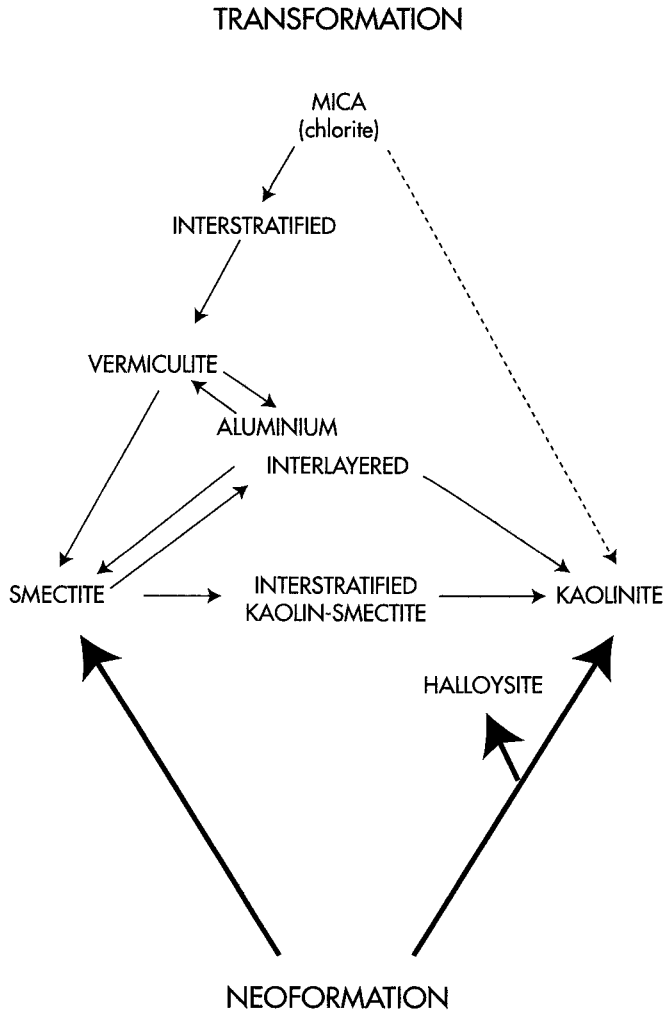 TRANSFORMATION
MICA
(chlorite)
INTERSTRATIFIED
VERMICULITE
ALUMINIUM
INTERLAYERED
SMECTITE
INTERSTRATIFIED
KAOLIN-SMECTITE
KAOLINITE
HALLOYSITE
NEOFORMATION